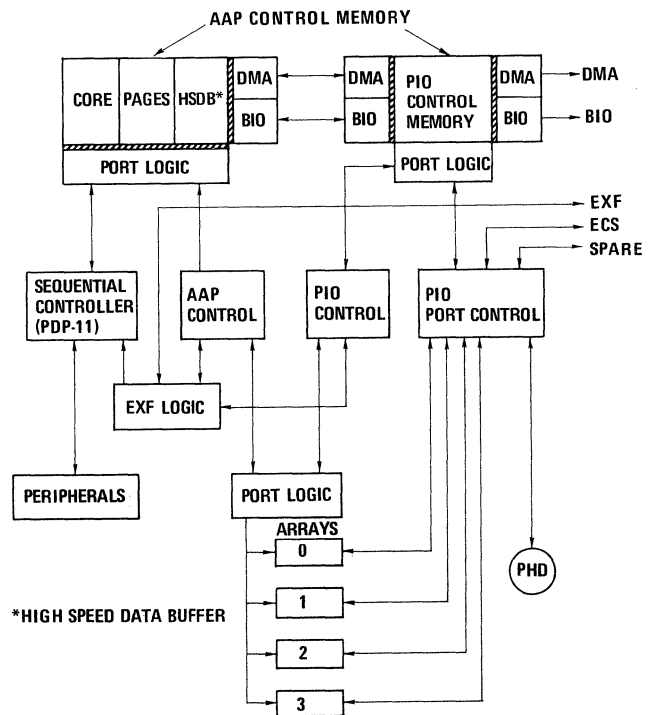 AAP CONTROL MEMORY
CORE PAGES HSDB* DMA DMA PIO CONTROL MEMORY DMA DMA
BIO BIO BIO BIO
PORT LOGIC PORT LOGIC
EXF
ECS
SPARE
SEQUENTIAL CONTROLLER (PDP-11)
AAP CONTROL
PIO CONTROL
PIO PORT CONTROL
EXF LOGIC
PERIPHERALS
PORT LOGIC
ARRAYS
0
PHD
1
*HIGH SPEED DATA BUFFER
2
3